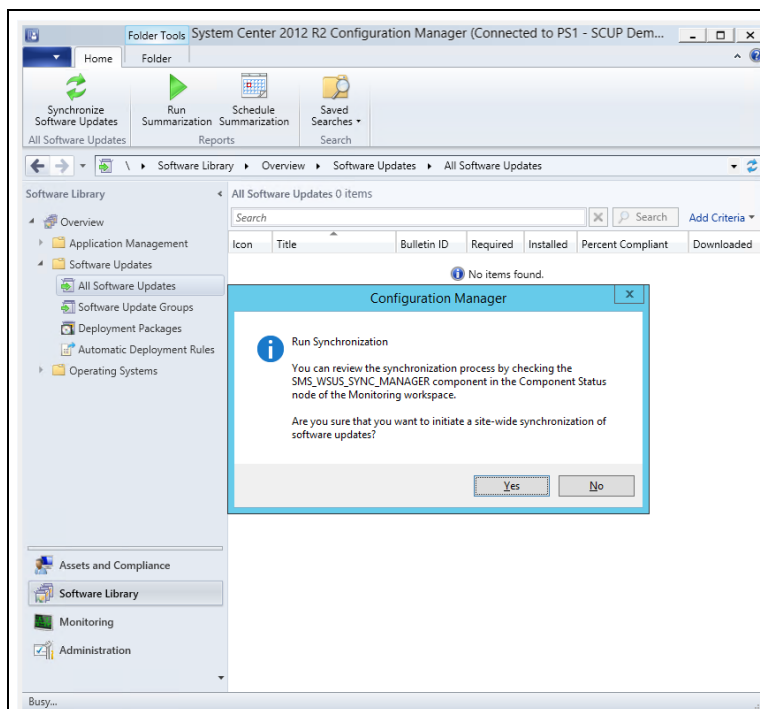 Folder Tools System Center 2012 R2 Configuration Manager (Connected to PS1 - SCUP Dem...
Home Folder
Synchronize Software Updates
Run Summarization
Schedule Summarization
Saved Searches
All Software Updates Reports Search
\ Software Library Overview Software Updates All Software Updates
Software Library
Overview
Application Management
Software Updates
All Software Updates
Software Update Groups
Deployment Packages
Automatic Deployment Rules
Operating Systems
All Software Updates 0 items
Search Search Add Criteria
Icon Title Bulletin ID Required Installed Percent Compliant Downloaded
No items found.
Configuration Manager
Run Synchronization
You can review the synchronization process by checking the
SMS_WSUS_SYNC_MANAGER component in the Component Status
node of the Monitoring workspace.
Are you sure that you want to initiate a site-wide synchronization of
software updates?
Yes No
Assets and Compliance
Software Library
Monitoring
Administration
Busy...